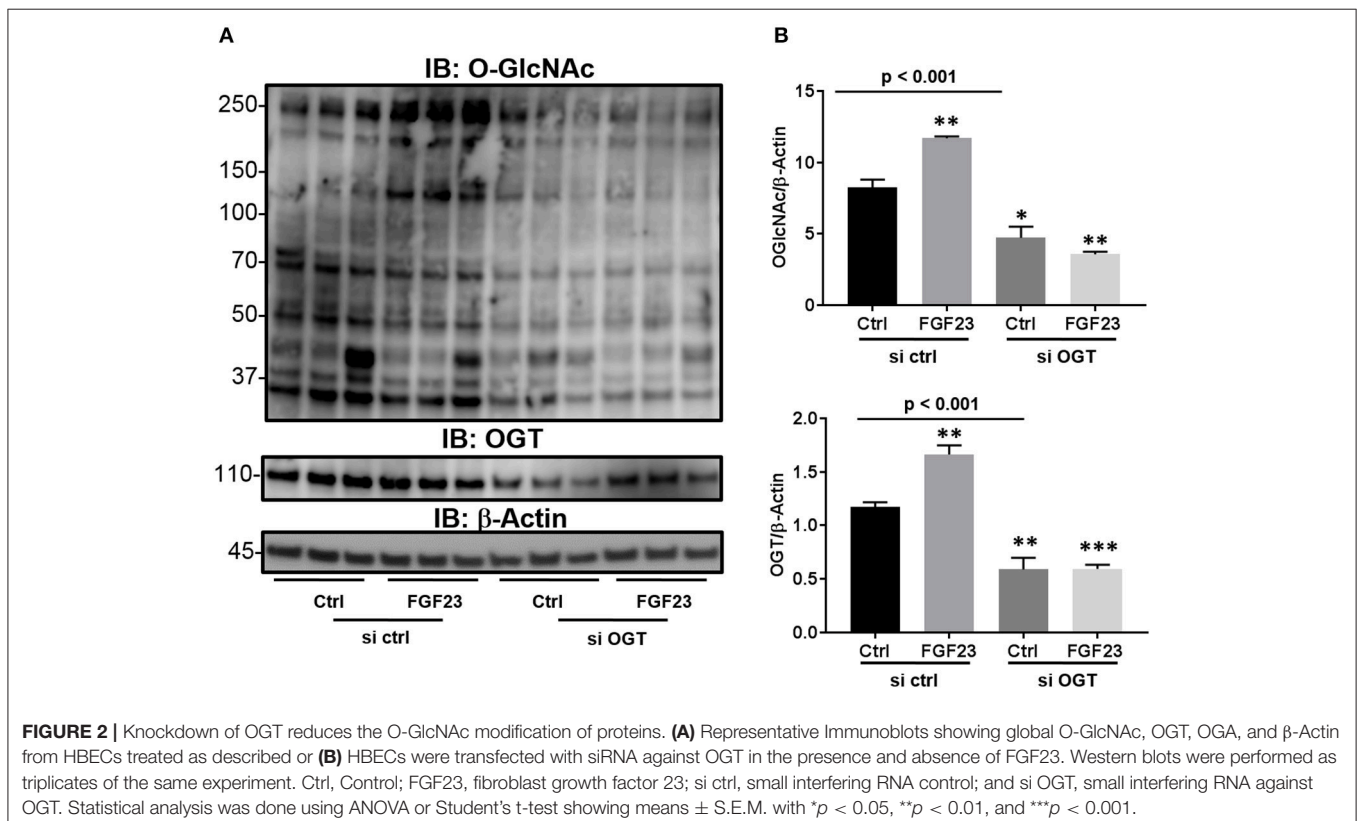 A
IB: O-GlcNAc
250-
150-
100-
70-
50-
37-
IB: OGT
110-
IB: β-Actin
45-
Ctrl FGF23 Ctrl FGF23
si ctrl si OGT
B
p < 0.001
OGlcNAc/β-Actin
15
10
5
0
**
*
**
Ctrl FGF23 Ctrl FGF23
si ctrl si OGT
p < 0.001
OGT/β-Actin
2.0
1.5
1.0
0.5
0.0
**
**
***
Ctrl FGF23 Ctrl FGF23
si ctrl si OGT
FIGURE 2 | Knockdown of OGT reduces the O-GlcNAc modification of proteins. (A) Representative Immunoblots showing global O-GlcNAc, OGT, OGA, and β-Actin
from HBECs treated as described or (B) HBECs were transfected with siRNA against OGT in the presence and absence of FGF23. Western blots were performed as
triplicates of the same experiment. Ctrl, Control; FGF23, fibroblast growth factor 23; si ctrl, small interfering RNA control; and si OGT, small interfering RNA against
OGT. Statistical analysis was done using ANOVA or Student's t-test showing means ± S.E.M. with *p < 0.05, **p < 0.01, and ***p < 0.001.